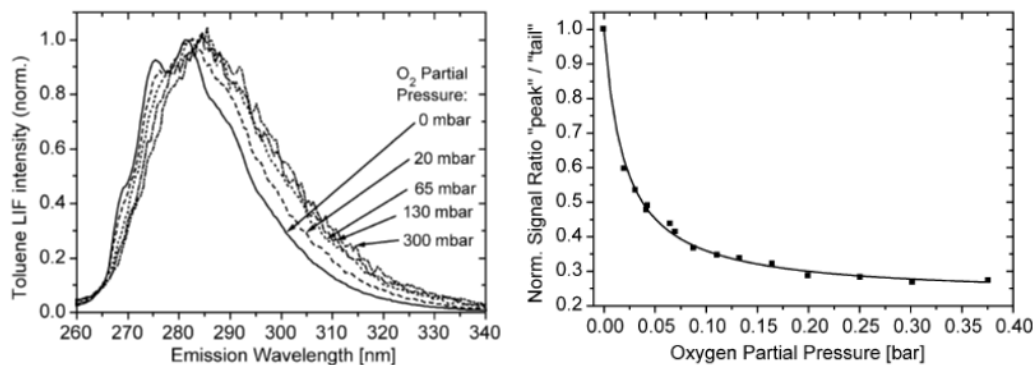 Toluene LIF intensity (norm.)
1.0
0.8
0.6
0.4
0.2
0.0
O2 Partial
Pressure:
0 mbar
20 mbar
65 mbar
130 mbar
300 mbar
260 270 280 290 300 310 320 330 340
Emission Wavelength [nm]
Norm. Signal Ratio "peak" / "tail"
1.0
0.9
0.8
0.7
0.6
0.5
0.4
0.3
0.2
0.00 0.05 0.10 0.15 0.20 0.25 0.30 0.35 0.40
Oxygen Partial Pressure [bar]